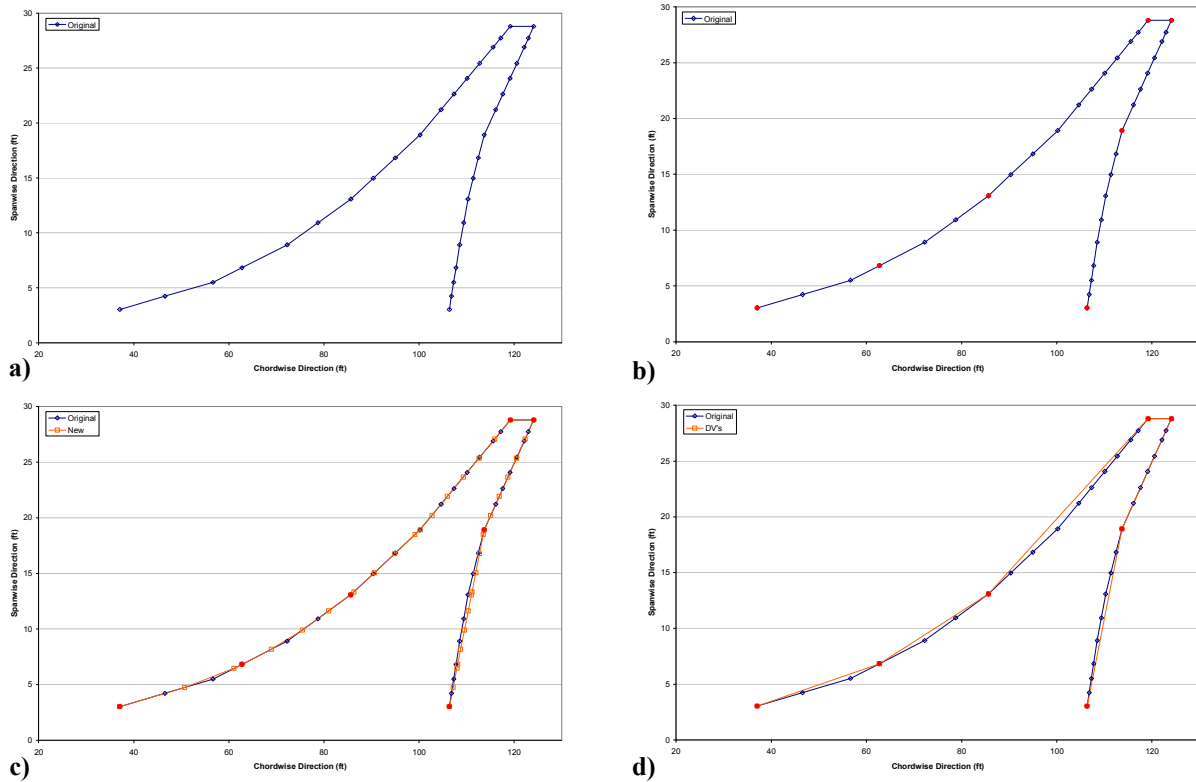 Original
Spanwise Direction (ft)
30
25
20
15
10
5
0
20 40 60 80 100 120
Chordwise Direction (ft)
a)
Original
Spanwise Direction (ft)
30
25
20
15
10
5
0
20 40 60 80 100 120
Chordwise Direction (ft)
b)
Original
New
Spanwise Direction (ft)
30
25
20
15
10
5
0
20 40 60 80 100 120
Chordwise Direction (ft)
c)
Original
DV's
Spanwise Direction (ft)
30
25
20
15
10
5
0
20 40 60 80 100 120
Chordwise Direction (ft)
d)